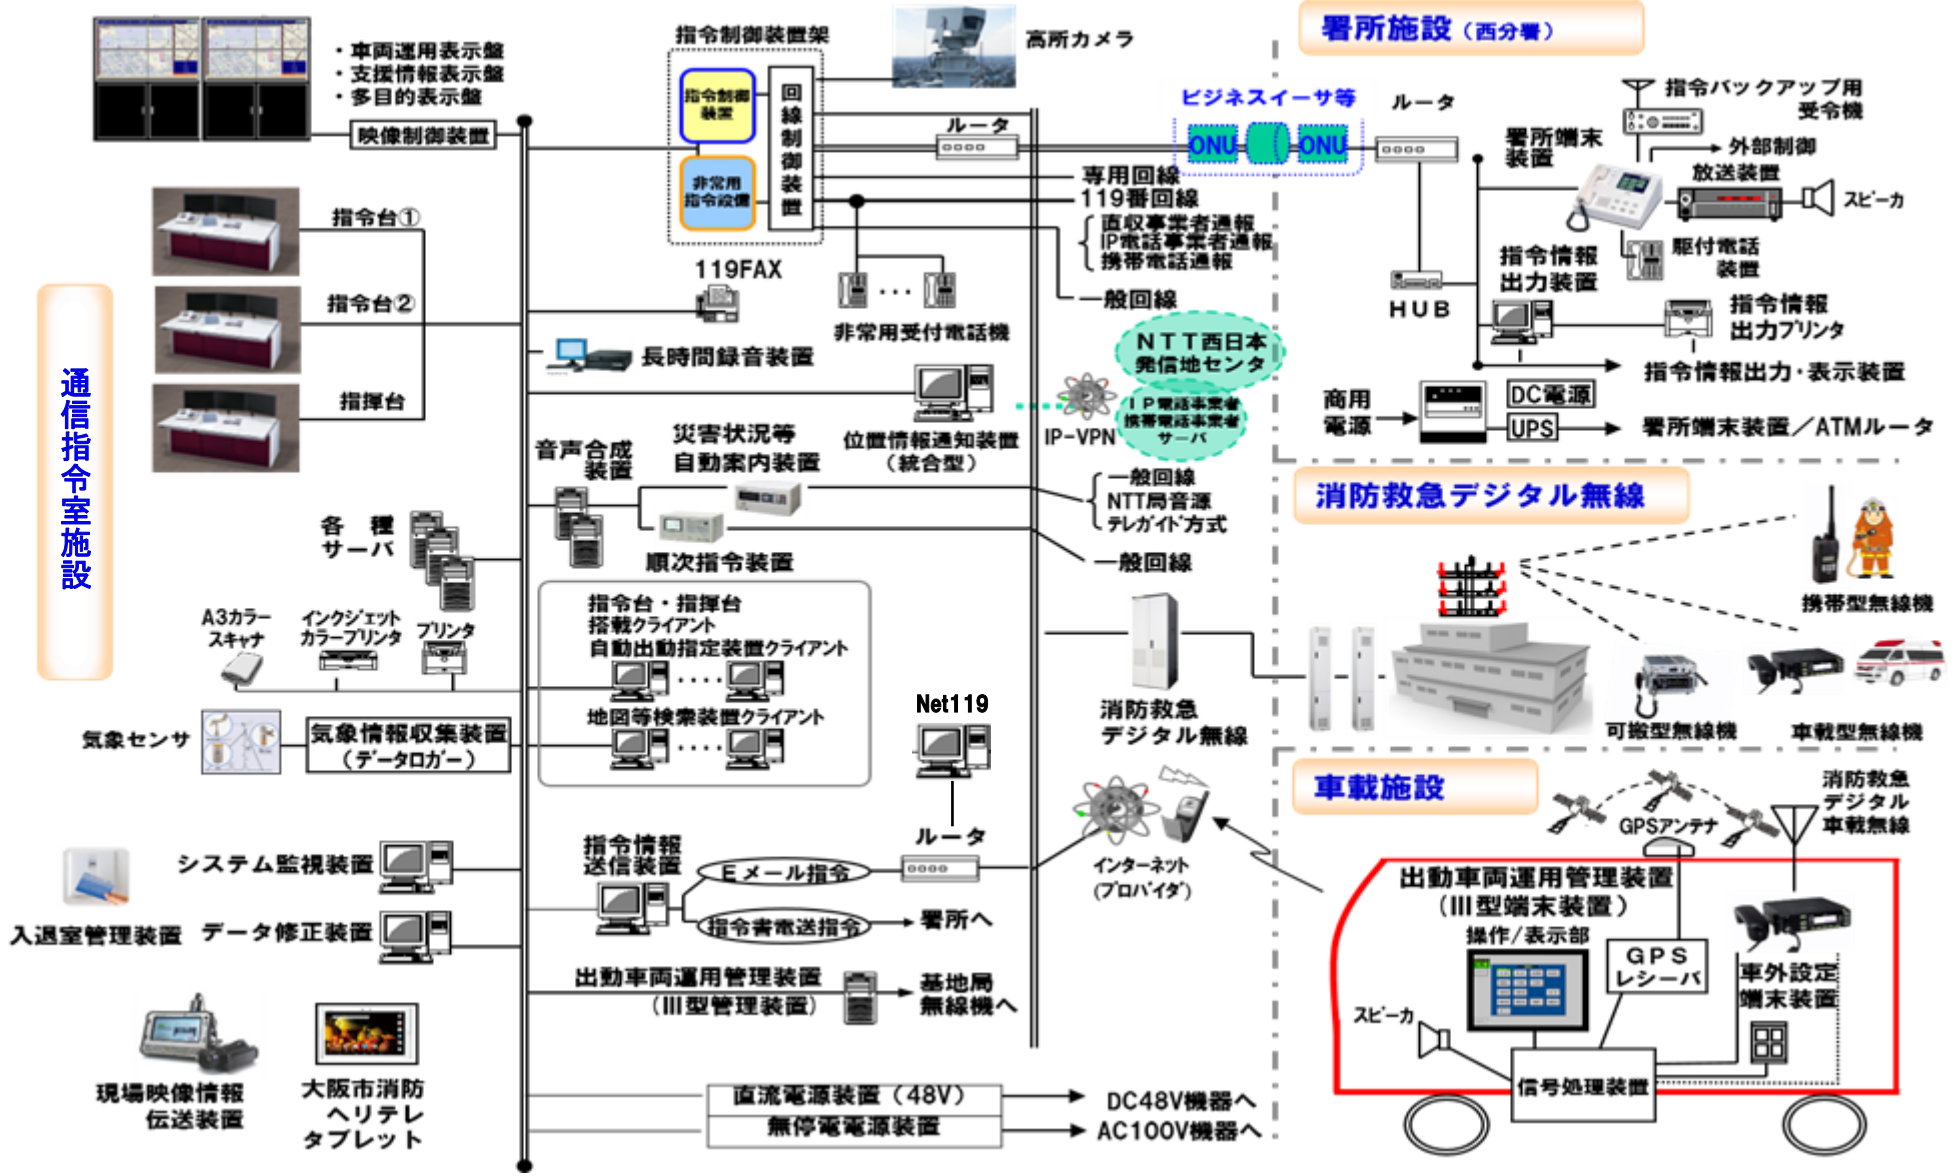 ・車両運用表示盤
・支援情報表示盤
・多目的表示盤
映像制御装置
指令台①
指令台②
指揮台
通信指令室施設
各 種
サーバ
A3カラー
スキャナ
インクジェット
カラープリンタ
プリンタ
気象センサ
気象情報収集装置
(データロガー)
システム監視装置
入退室管理装置
データ修正装置
現場映像情報
伝送装置
大阪市消防
ヘリテレ
タブレット
指令制御装置架
指令制御
装置
非常用
指令設備
回線制御装置
高所カメラ
ルータ
専用回線
119番回線
直収事業者通報
IP電話事業者通報
携帯電話通報
一般回線
119FAX
非常用受付電話機
長時間録音装置
NTT西日本
発信地センタ
IP電話事業者
携帯電話事業者
サーバ
IP-VPN
位置情報通知装置
(統合型)
音声合成
装置
災害状況等
自動案内装置
一般回線
NTT局音源
テレガイド方式
順次指令装置
一般回線
指令台・指揮台
搭載クライアント
自動出動指定装置クライアント
地図等検索装置クライアント
Net119
ルータ
消防救急
デジタル無線
指令情報
送信装置
Eメール指令
指令書電送指令
署所へ
インターネット
(プロバイダ)
出動車両運用管理装置
(Ⅲ型管理装置)
基地局
無線機へ
直流電源装置(48V)
無停電電源装置
DC48V機器へ
AC100V機器へ
署所施設(西分署)
ビジネスイーサ等
ONU
ONU
ルータ
指令バックアップ用
受令機
署所端末
装置
外部制御
放送装置
スピーカ
駆付電話
装置
指令情報
出力装置
HUB
指令情報
出力プリンタ
指令情報出力・表示装置
商用
電源
DC電源
UPS
署所端末装置/ATMルータ
消防救急デジタル無線
携帯型無線機
可搬型無線機
車載型無線機
車載施設
GPSアンテナ
消防救急
デジタル
車載無線
出動車両運用管理装置
(Ⅲ型端末装置)
操作/表示部
GPS
レシーバ
車外設定
端末装置
スピーカ
信号処理装置